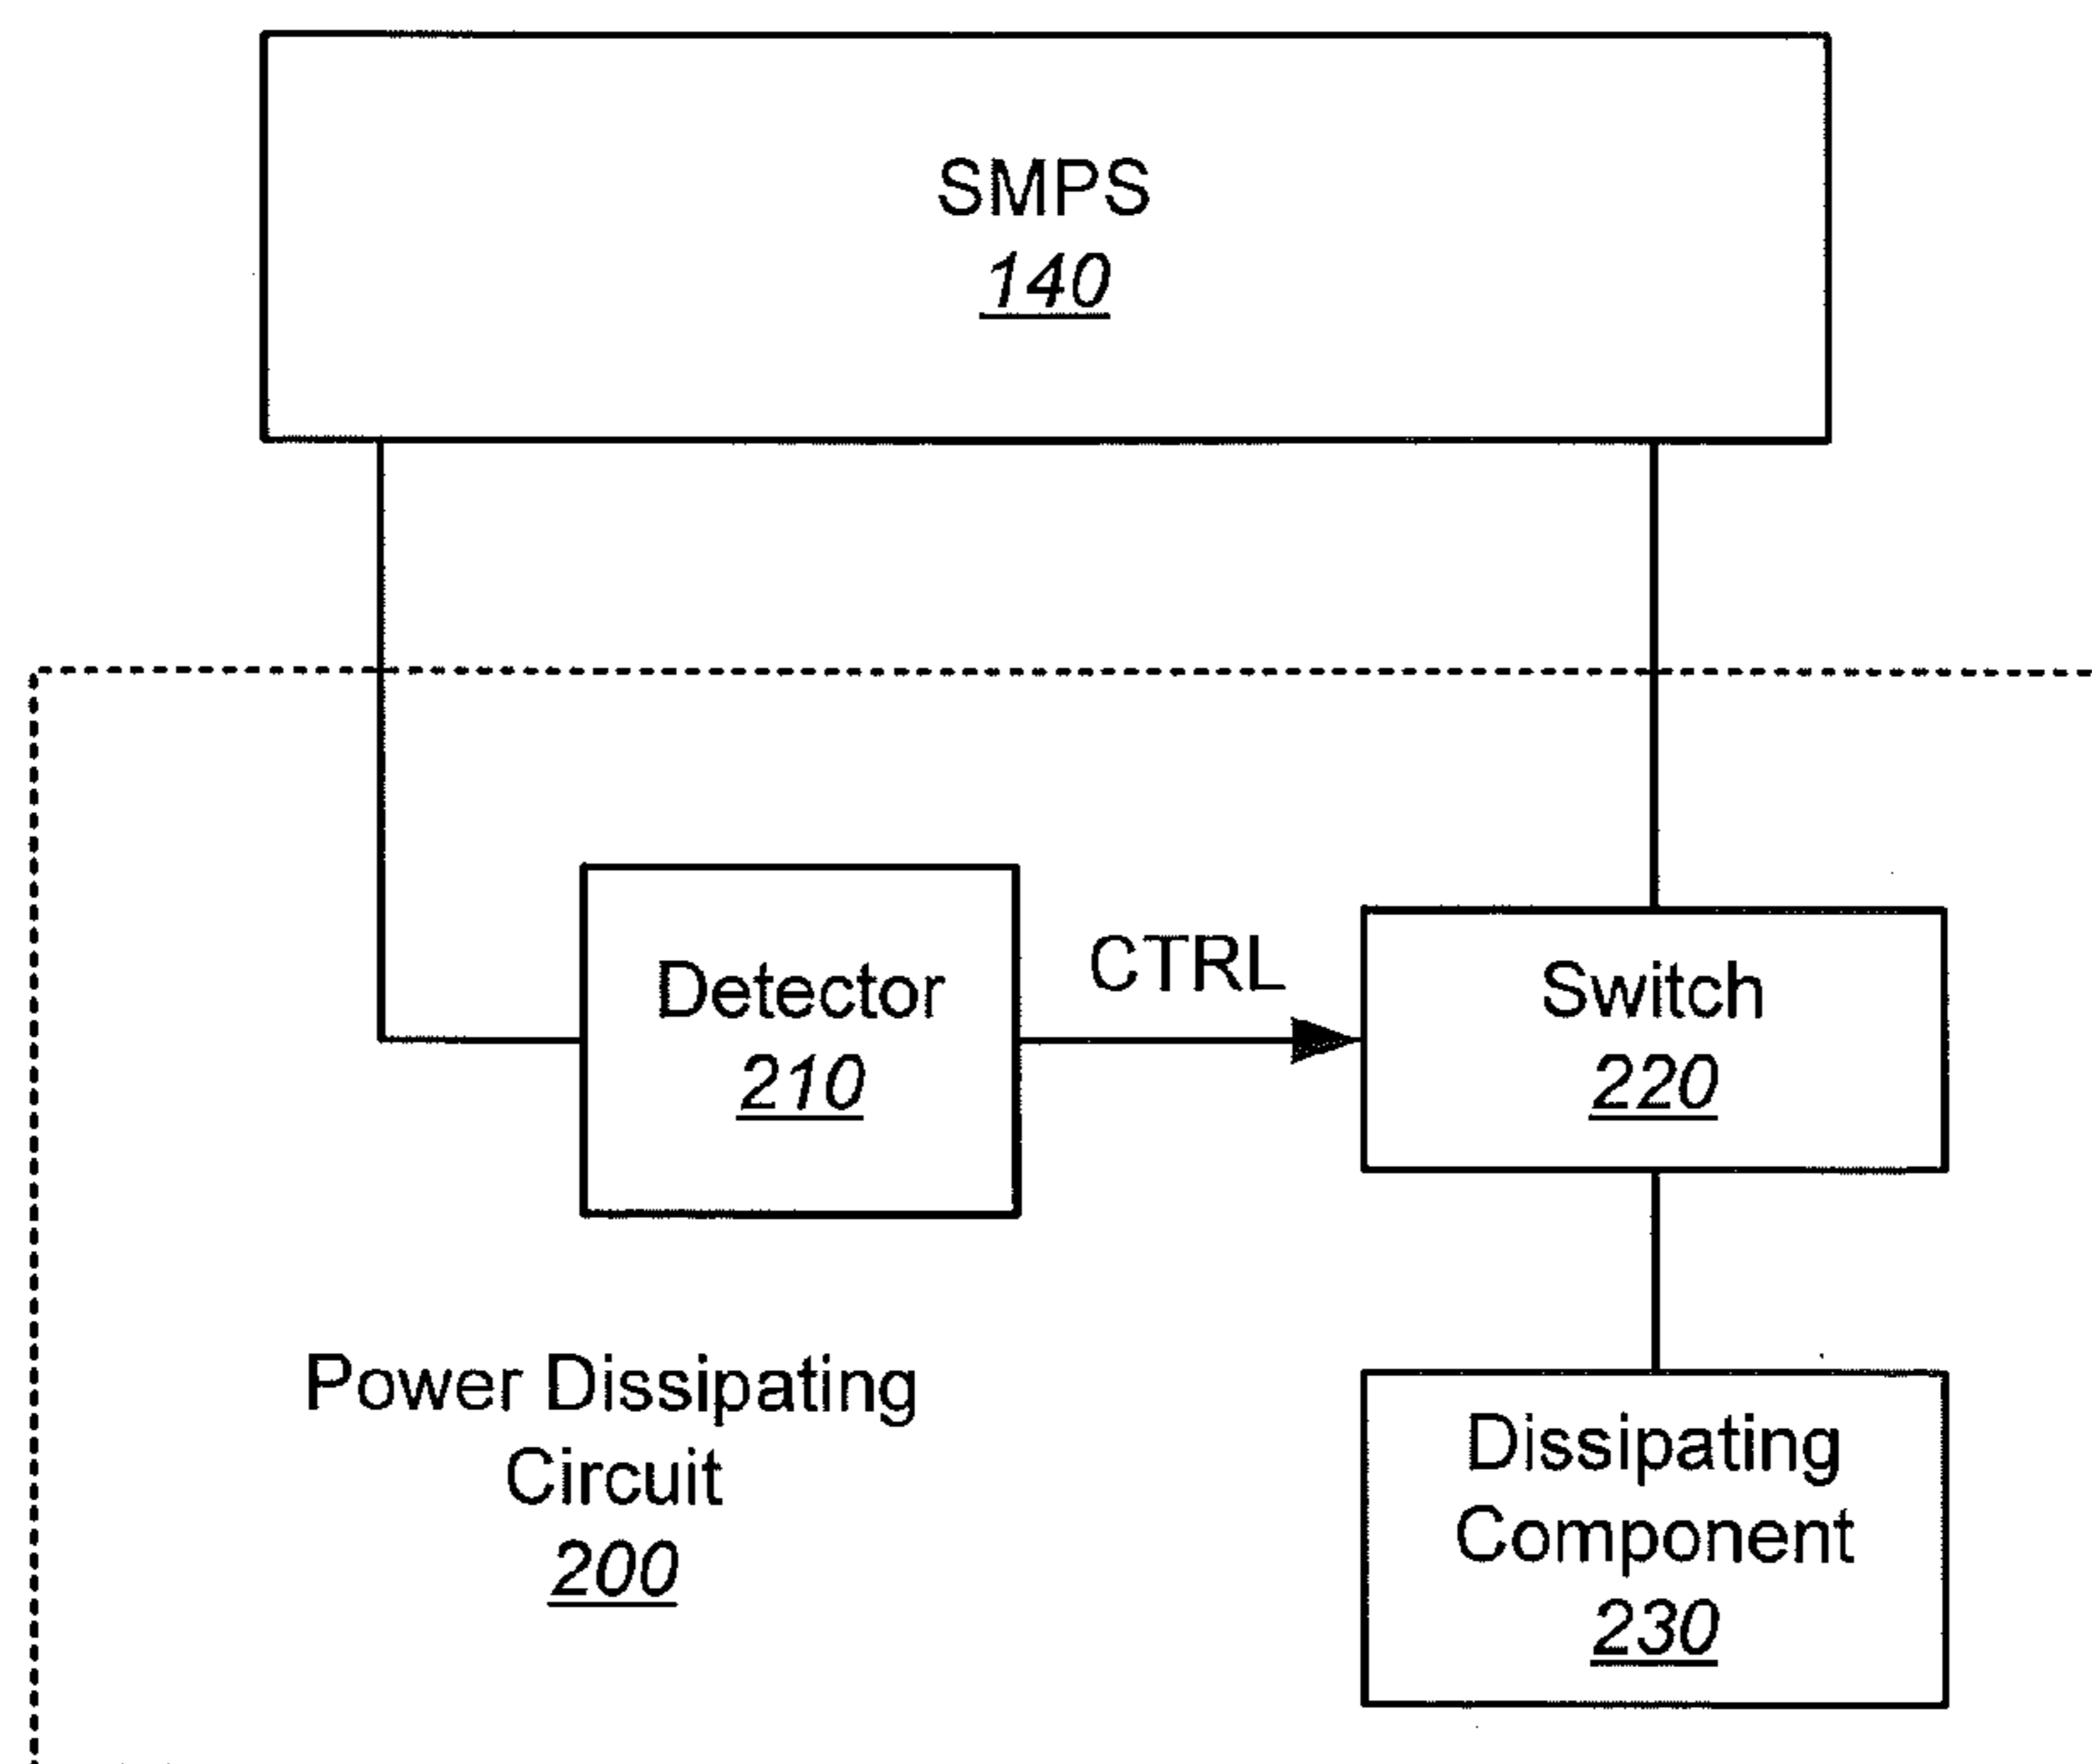 SMPS
140
Detector
210
CTRL
Switch
220
Power Dissipating
Circuit
200
Dissipating
Component
230